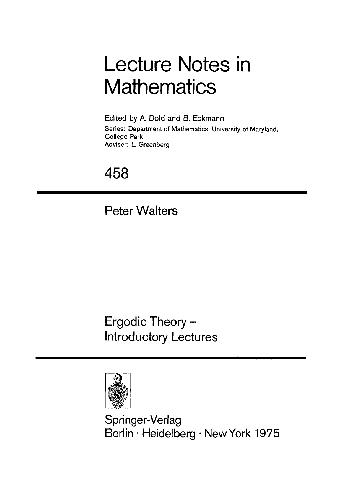 Lecture Notes in
Mathematics
Edited by A. Dold and B. Eckmann
Series: Department of Mathematics, University of Maryland,
College Park
Adviser: L. Greenberg
458
Peter Walters
Ergodic Theory –
Introductory Lectures
Springer-Verlag
Berlin · Heidelberg · New York 1975